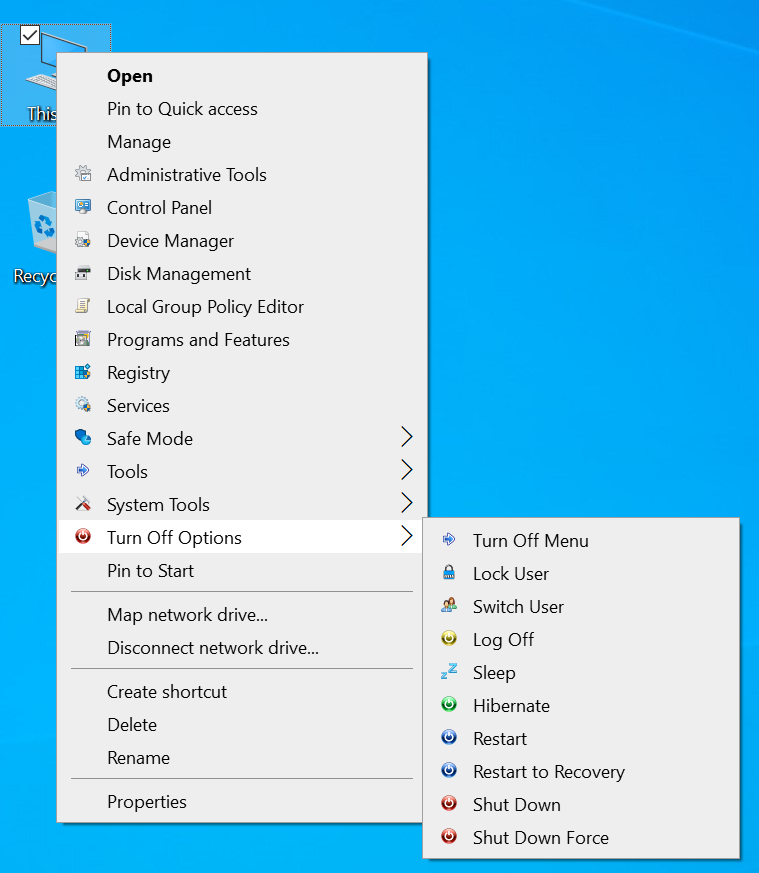 This
Recyc
Open
Pin to Quick access
Manage
Administrative Tools
Control Panel
Device Manager
Disk Management
Local Group Policy Editor
Programs and Features
Registry
Services
Safe Mode
Tools
System Tools
Turn Off Options
Pin to Start
Map network drive...
Disconnect network drive...
Create shortcut
Delete
Rename
Properties
Turn Off Menu
Lock User
Switch User
Log Off
Sleep
Hibernate
Restart
Restart to Recovery
Shut Down
Shut Down Force